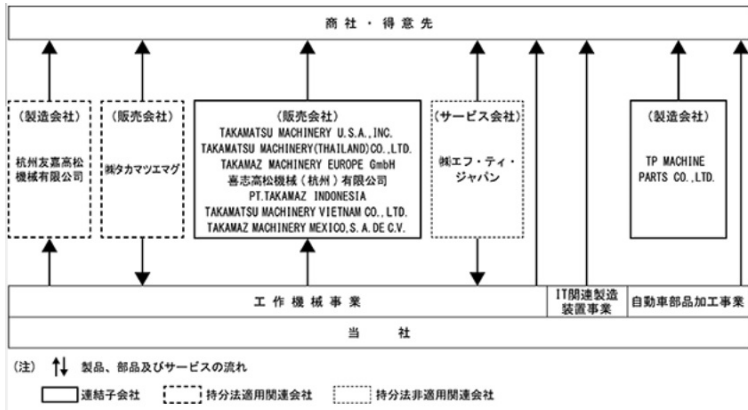 商社・得意先
(製造会社)
杭州友嘉高松
機械有限公司
(販売会社)
㈱タカマツエマグ
(販売会社)
TAKAMATSU MACHINERY U.S.A.,INC.
TAKAMATSU MACHINERY(THAILAND)CO.,LTD.
TAKAMAZ MACHINERY EUROPE GmbH
喜志高松機械(杭州)有限公司
PT.TAKAMAZ INDONESIA
TAKAMATSU MACHINERY VIETNAM CO.,LTD.
TAKAMAZ MACHINERY MEXICO,S.A.DE C.V.
(サービス会社)
㈱エフ・ティ・
ジャパン
(製造会社)
TP MACHINE
PARTS CO.,LTD.
工作機械事業
IT関連製造
装置事業
自動車部品加工事業
当社
(注) 製品、部品及びサービスの流れ
連結子会社 持分法適用関連会社 持分法非適用関連会社